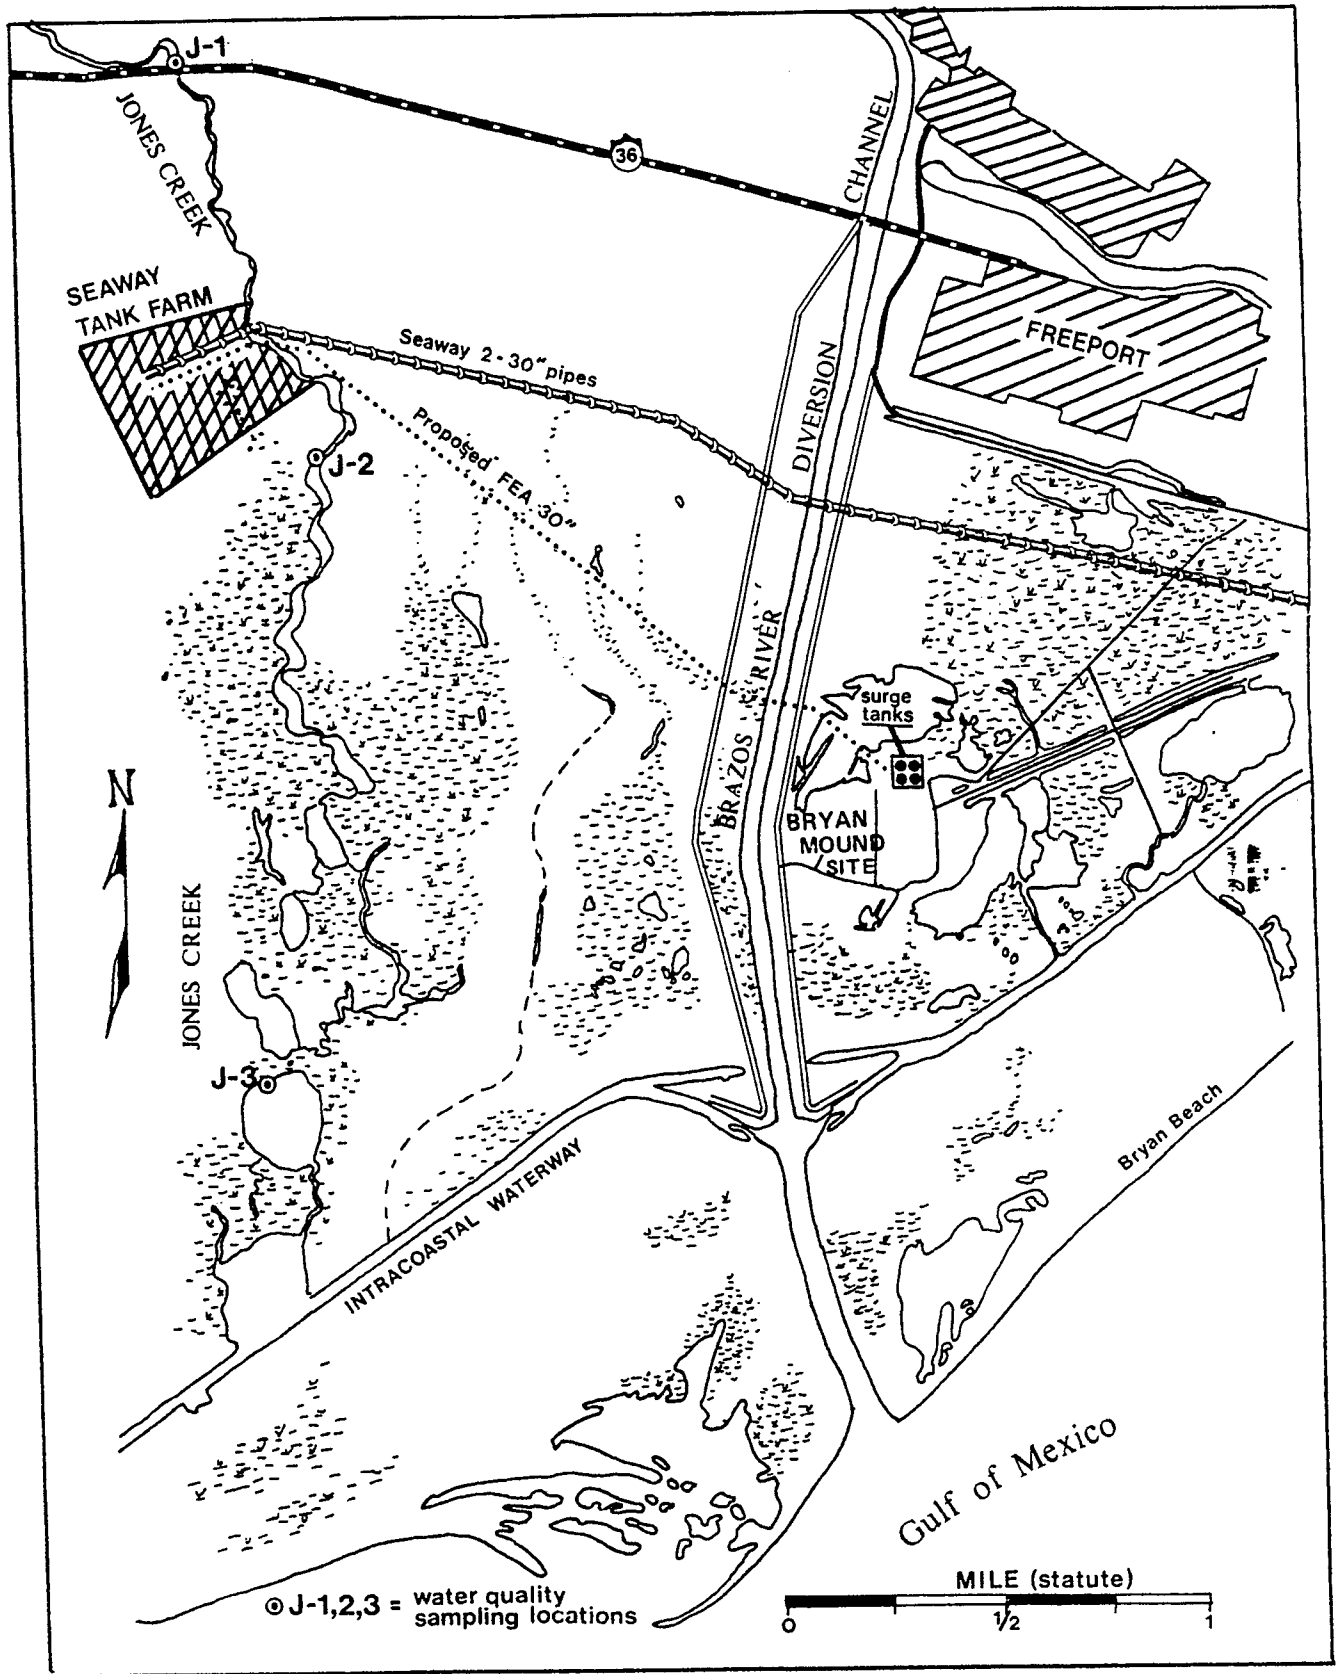 J-1
JONES CREEK
36
CHANNEL
SEAWAY
TANK FARM
Seaway 2-30" pipes
FREEPORT
DIVERSION
Proposed FEA 30"
J-2
RIVER
surge
tanks
BRAZOS
N
BRYAN
MOUND
SITE
JONES CREEK
J-3
Bryan Beach
INTRACOASTAL WATERWAY
Gulf of Mexico
J-1,2,3 = water quality
sampling locations
MILE (statute)
0
1/2
1